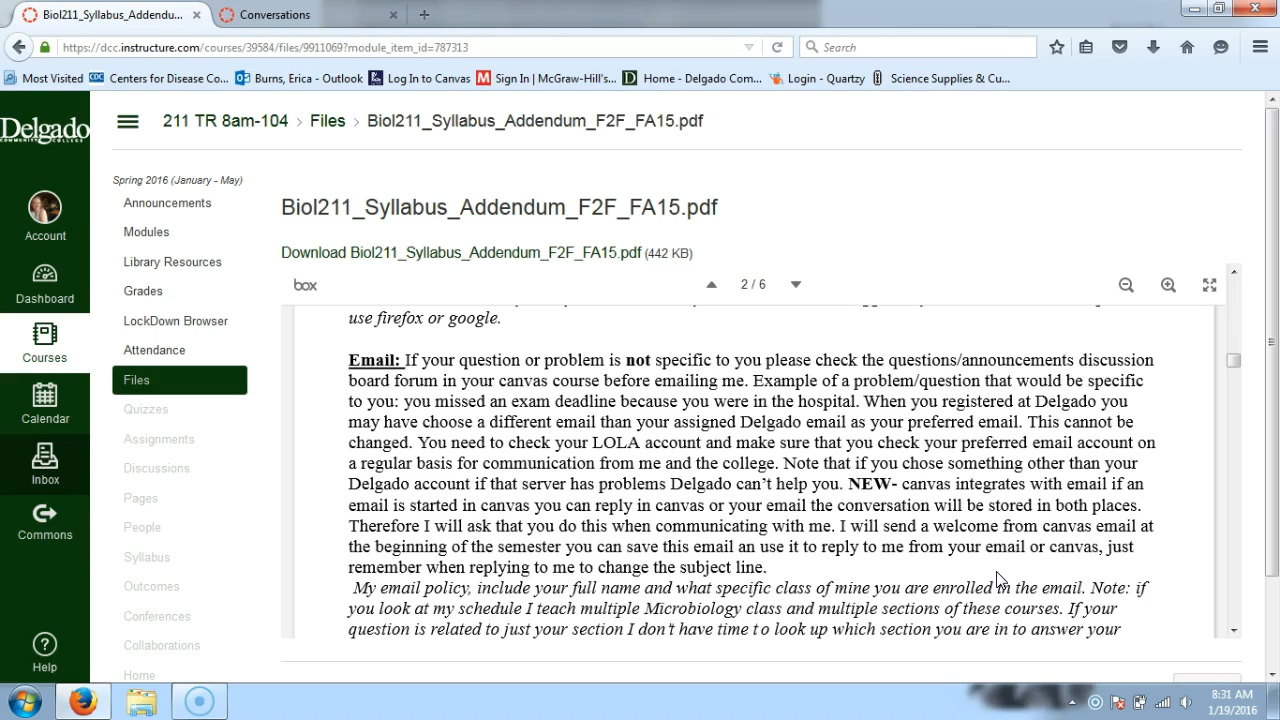 Biol211_Syllabus_Addendu...
Conversations
https://dcc.instructure.com/courses/39584/files/9911069?module_item_id=787313
Search
Most Visited
CDC
Centers for Disease Co...
Burns, Erica - Outlook
Log In to Canvas
M
Sign In | McGraw-Hill's...
D
Home - Delgado Com...
Login - Quartzy
Science Supplies & Cu...
Delgado
COMMUNITY COLLEGE
211 TR 8am-104 › Files › Biol211_Syllabus_Addendum_F2F_FA15.pdf
Account
Dashboard
Courses
Calendar
Inbox
Commons
Help
Spring 2016 (January - May)
Announcements
Modules
Library Resources
Grades
LockDown Browser
Attendance
Files
Quizzes
Assignments
Discussions
Pages
People
Syllabus
Outcomes
Conferences
Collaborations
Home
Biol211_Syllabus_Addendum_F2F_FA15.pdf
Download Biol211_Syllabus_Addendum_F2F_FA15.pdf (442 KB)
box
2 / 6
use firefox or google.
Email: If your question or problem is not specific to you please check the questions/announcements discussion
board forum in your canvas course before emailing me. Example of a problem/question that would be specific
to you: you missed an exam deadline because you were in the hospital. When you registered at Delgado you
may have choose a different email than your assigned Delgado email as your preferred email. This cannot be
changed. You need to check your LOLA account and make sure that you check your preferred email account on
a regular basis for communication from me and the college. Note that if you chose something other than your
Delgado account if that server has problems Delgado can't help you. NEW- canvas integrates with email if an
email is started in canvas you can reply in canvas or your email the conversation will be stored in both places.
Therefore I will ask that you do this when communicating with me. I will send a welcome from canvas email at
the beginning of the semester you can save this email an use it to reply to me from your email or canvas, just
remember when replying to me to change the subject line.
My email policy, include your full name and what specific class of mine you are enrolled in the email. Note: if
you look at my schedule I teach multiple Microbiology class and multiple sections of these courses. If your
question is related to just your section I don't have time to look up which section you are in to answer your
8:31 AM
1/19/2016